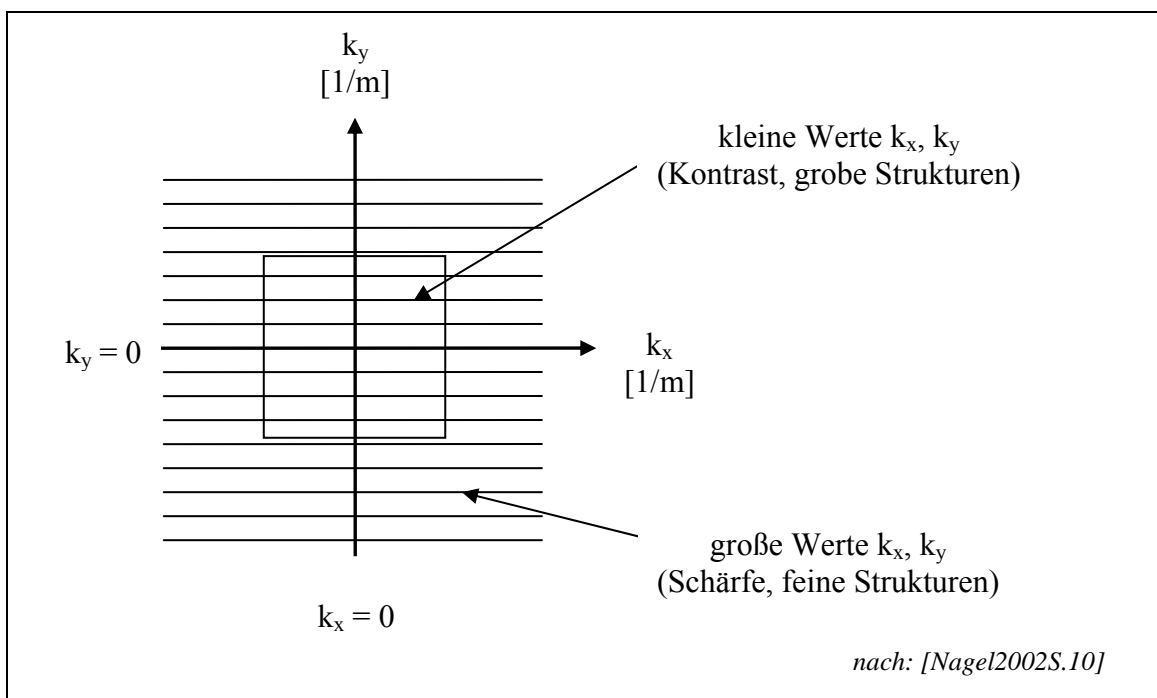 k_y
[1/m]
kleine Werte k_x, k_y
(Kontrast, grobe Strukturen)
k_y = 0
k_x
[1/m]
große Werte k_x, k_y
(Schärfe, feine Strukturen)
k_x = 0
nach: [Nagel2002S.10]